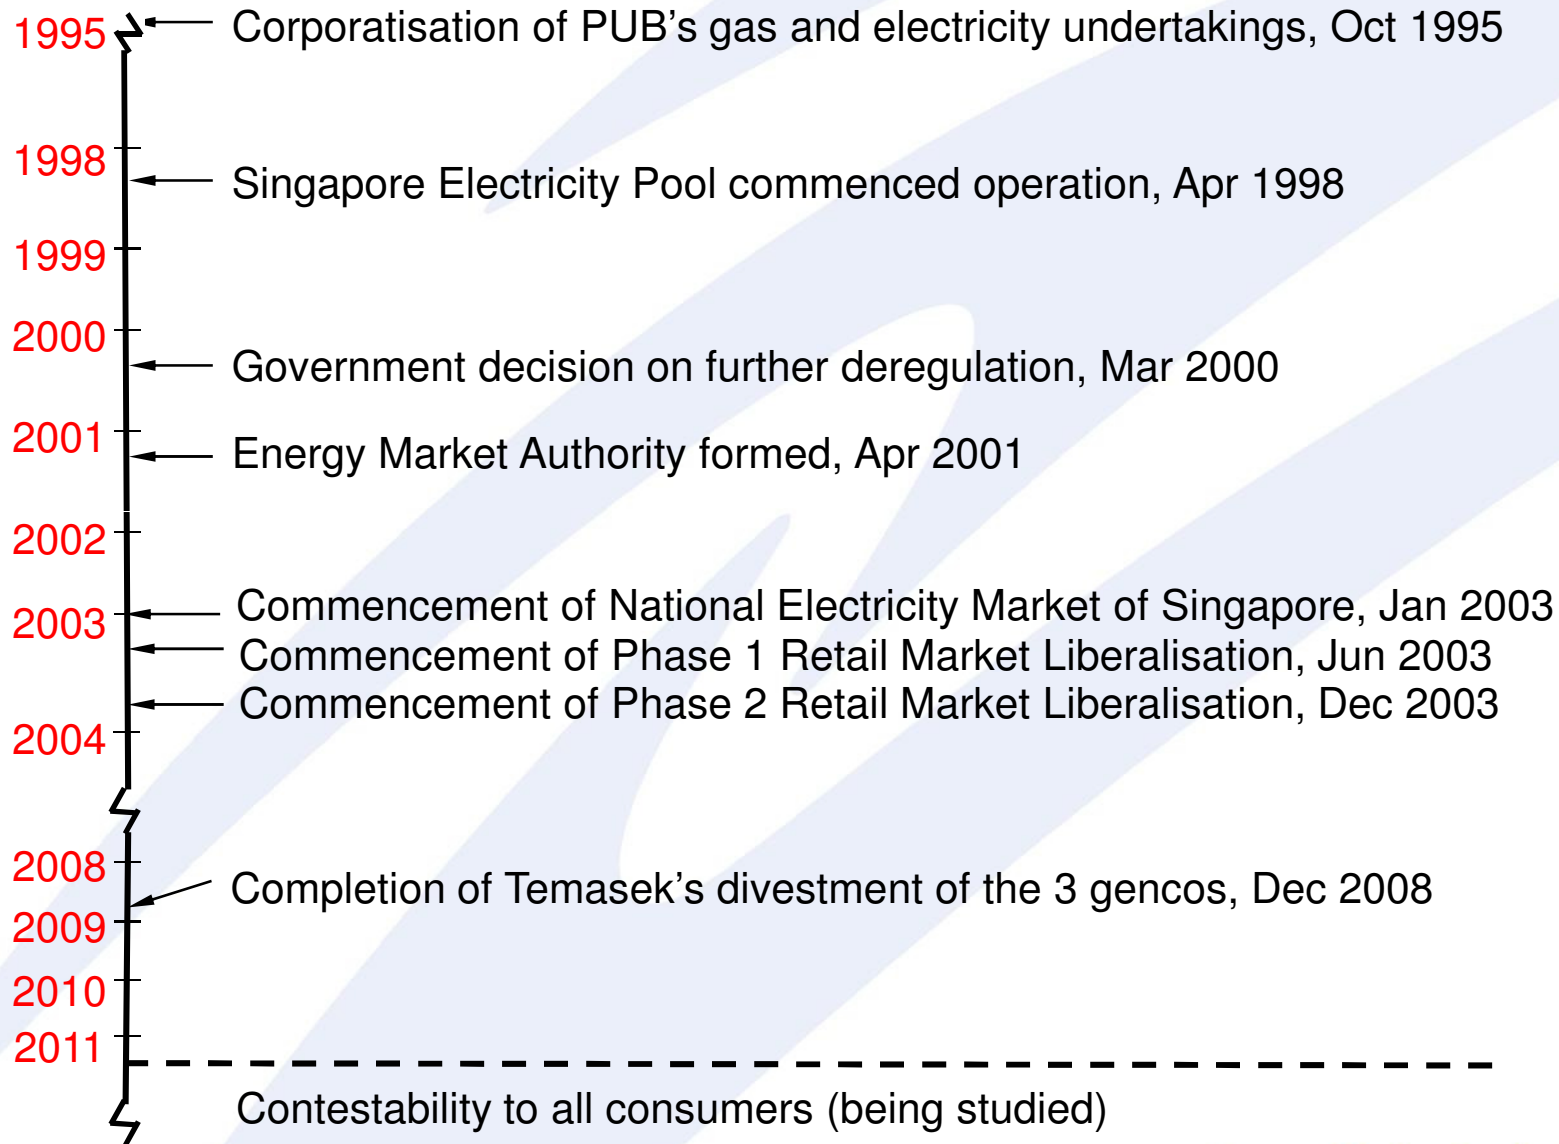 1995 Corporatisation of PUB's gas and electricity undertakings, Oct 1995
1998
Singapore Electricity Pool commenced operation, Apr 1998
1999
2000
Government decision on further deregulation, Mar 2000
2001
Energy Market Authority formed, Apr 2001
2002
Commencement of National Electricity Market of Singapore, Jan 2003
2003
Commencement of Phase 1 Retail Market Liberalisation, Jun 2003
Commencement of Phase 2 Retail Market Liberalisation, Dec 2003
2004
2008
Completion of Temasek's divestment of the 3 gencos, Dec 2008
2009
2010
2011
Contestability to all consumers (being studied)